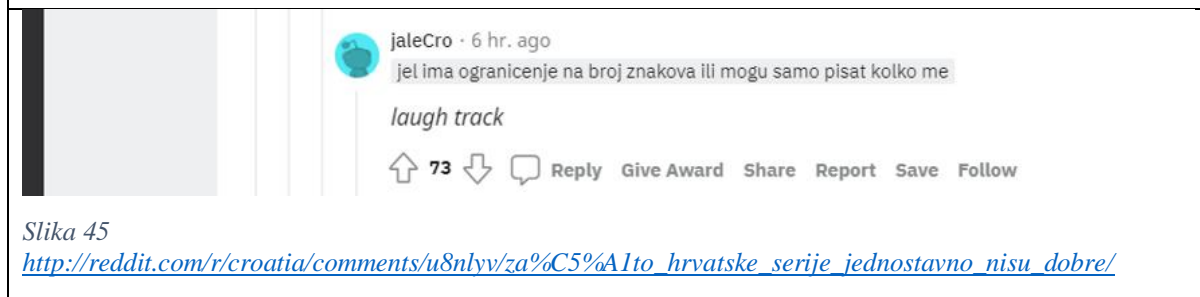 jaleCro · 6 hr. ago
jel ima ogranicenje na broj znakova ili mogu samo pisat kolko me
laugh track
73 Reply Give Award Share Report Save Follow
Slika 45
http://reddit.com/r/croatia/comments/u8nlyv/za%C5%A1to_hrvatske_serije_jednostavno_nisu_dobre/